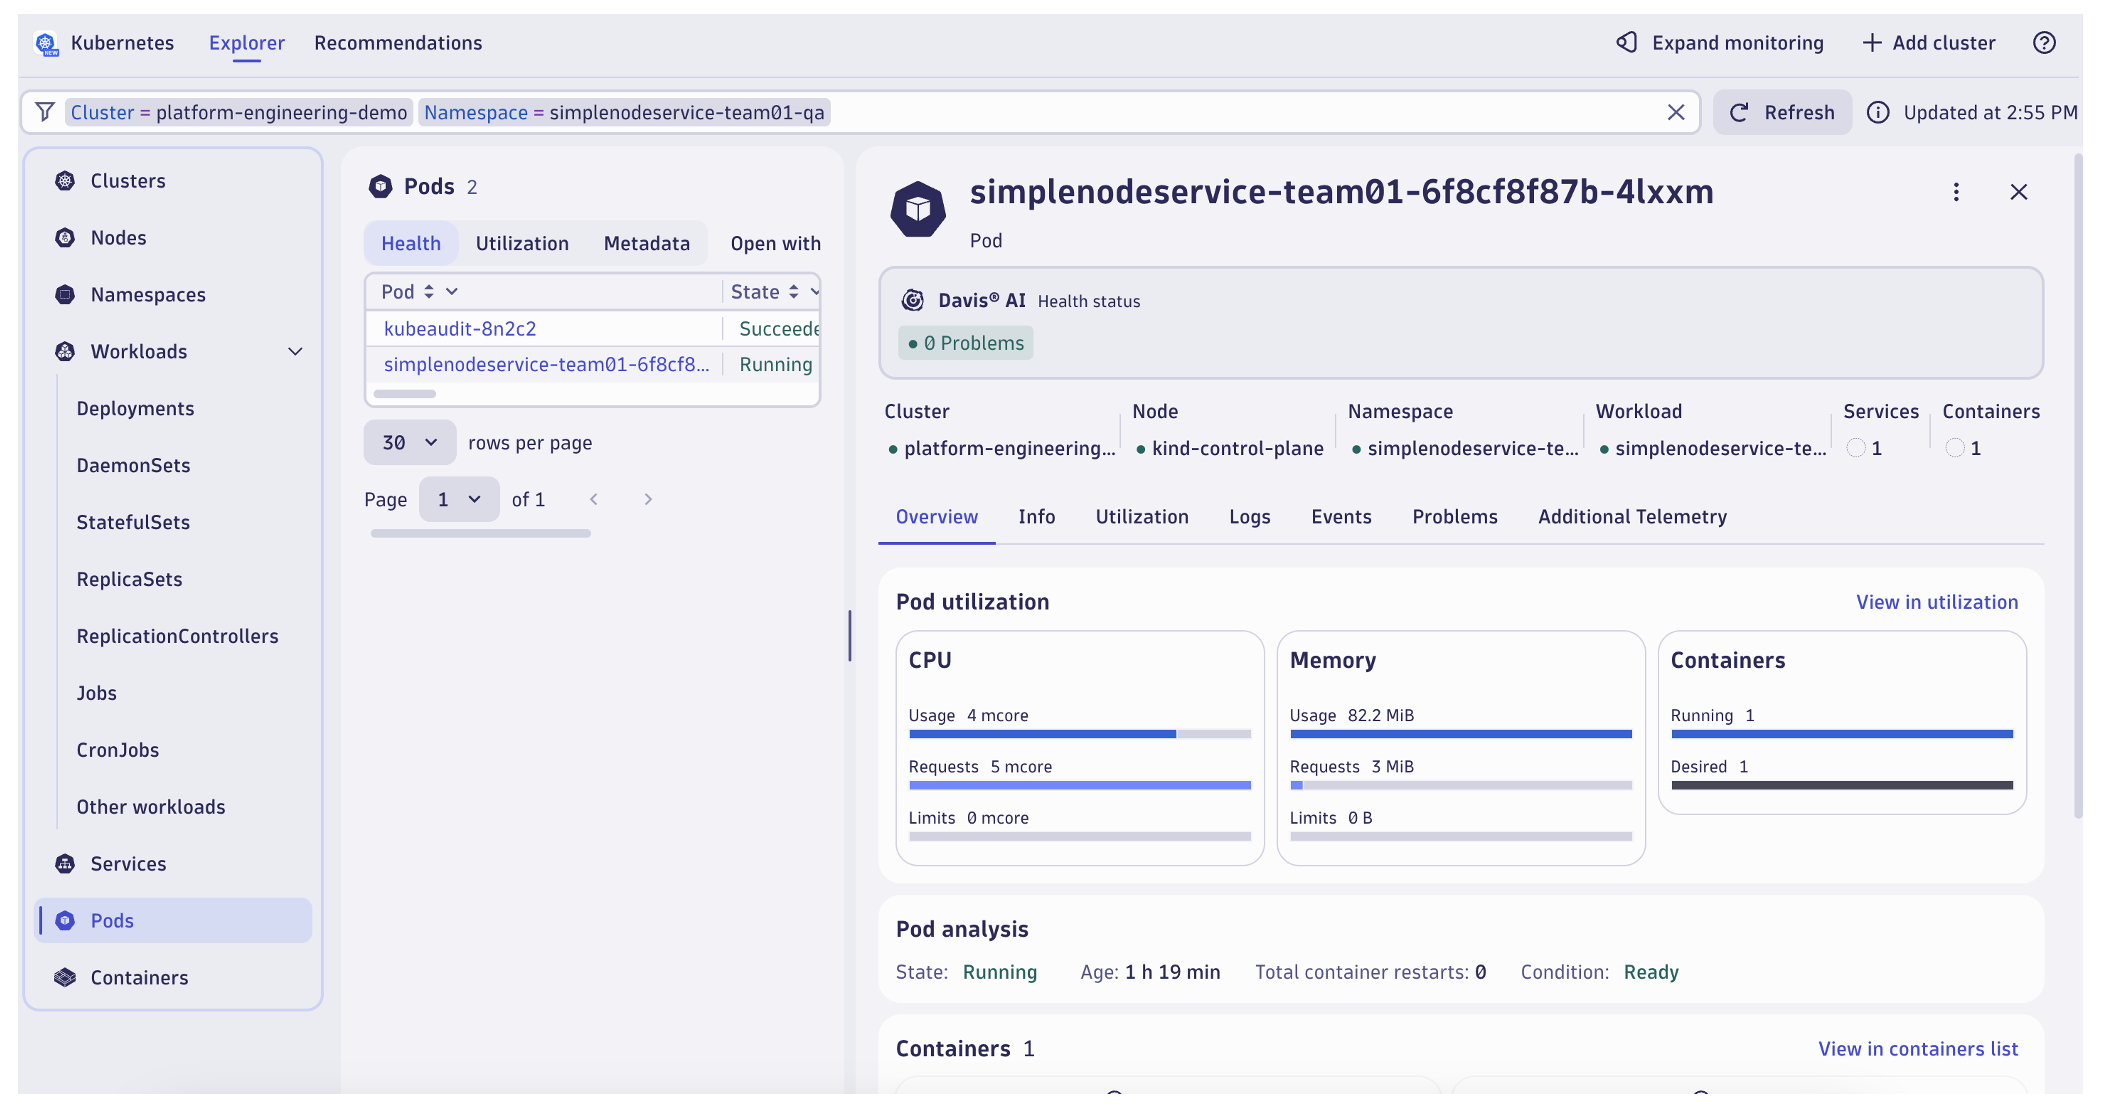 Kubernetes Explorer Recommendations Expand monitoring Add cluster
NEW
Cluster = platform-engineering-demo Namespace = simplenodeservice-team01-qa Refresh Updated at 2:55 PM
Clusters
Nodes
Namespaces
Workloads
Deployments
DaemonSets
StatefulSets
ReplicaSets
ReplicationControllers
Jobs
CronJobs
Other workloads
Services
Pods
Containers
Pods 2
Health Utilization Metadata Open with
Pod State
kubeaudit-8n2c2 Succeede
simplenodeservice-team01-6f8cf8... Running
30 rows per page
Page 1 of 1
simplenodeservice-team01-6f8cf8f87b-4lxxm
Pod
Davis® AI Health status
0 Problems
Cluster Node Namespace Workload Services Containers
platform-engineering... kind-control-plane simplenodeservice-te... simplenodeservice-te... 1 1
Overview Info Utilization Logs Events Problems Additional Telemetry
Pod utilization View in utilization
CPU
Usage 4 mcore
Requests 5 mcore
Limits 0 mcore
Memory
Usage 82.2 MiB
Requests 3 MiB
Limits 0 B
Containers
Running 1
Desired 1
Pod analysis
State: Running Age: 1 h 19 min Total container restarts: 0 Condition: Ready
Containers 1 View in containers list